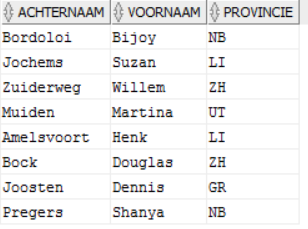 ACHTERNAAM VOORNAAM PROVINCIE
Bordoloi Bijoy NB
Jochems Suzan LI
Zuiderweg Willem ZH
Muiden Martina UT
Amelsvoort Henk LI
Bock Douglas ZH
Joosten Dennis GR
Pregers Shanya NB